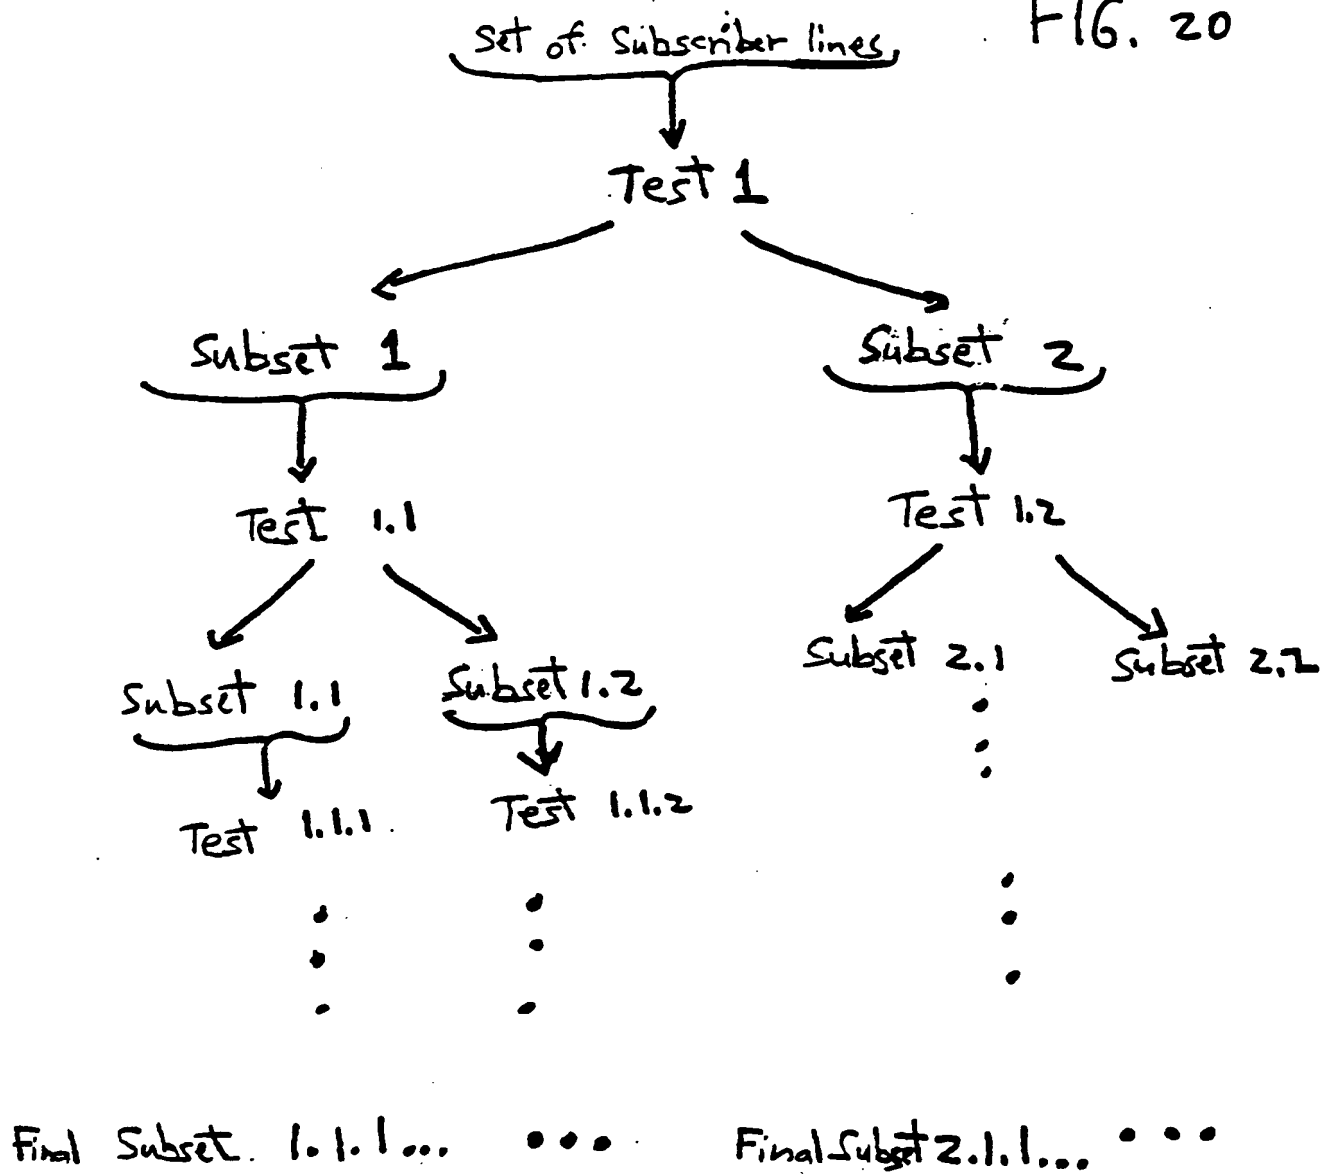 FIG. 20
Set of Subscriber lines
Test 1
Subset 1
Subset 2
Test 1.1
Test 1.2
Subset 1.1
Subset 1.2
Subset 2.1
Subset 2.2
Test 1.1.1
Test 1.1.2
Final Subset 1.1.1... ...
Final Subset 2.1.1... ...